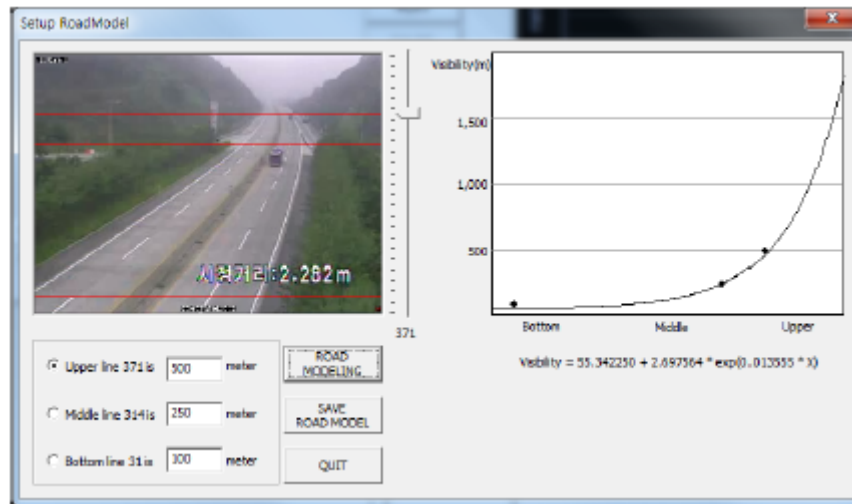 Setup RoadModel
시정거리:2.282m
371
Upper line 371 is 500 meter
Middle line 314 is 250 meter
Bottom line 31 is 100 meter
ROAD MODELING
SAVE ROAD MODEL
QUIT
Visibility(m)
1,500
1,000
500
Bottom Middle Upper
Visibility = 55.342250 + 2.697564 * exp(0.013555 * X)